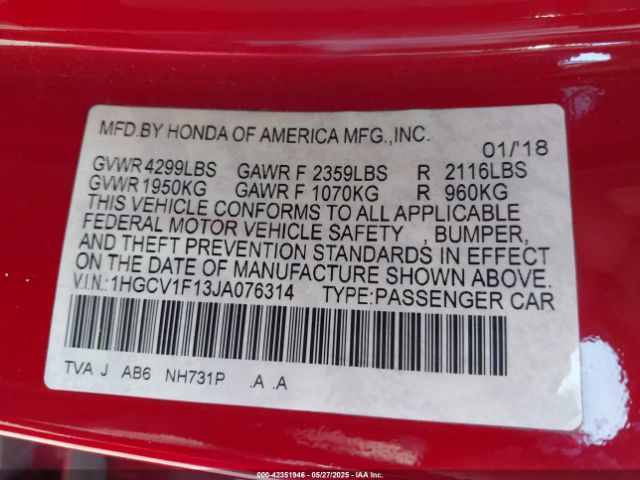 MFD.BY HONDA OF AMERICA MFG.,INC.
01/'18
GVWR 4299LBS GAWR F 2359LBS R 2116LBS
GVWR 1950KG GAWR F 1070KG R 960KG
THIS VEHICLE CONFORMS TO ALL APPLICABLE
FEDERAL MOTOR VEHICLE SAFETY , BUMPER,
AND THEFT PREVENTION STANDARDS IN EFFECT
ON THE DATE OF MANUFACTURE SHOWN ABOVE.
V.I.N.:1HGCV1F13JA076314 TYPE:PASSENGER CAR
TVA J AB6 NH731P .A .A
000-42351946 - 05/27/2025 - IAAI.COM